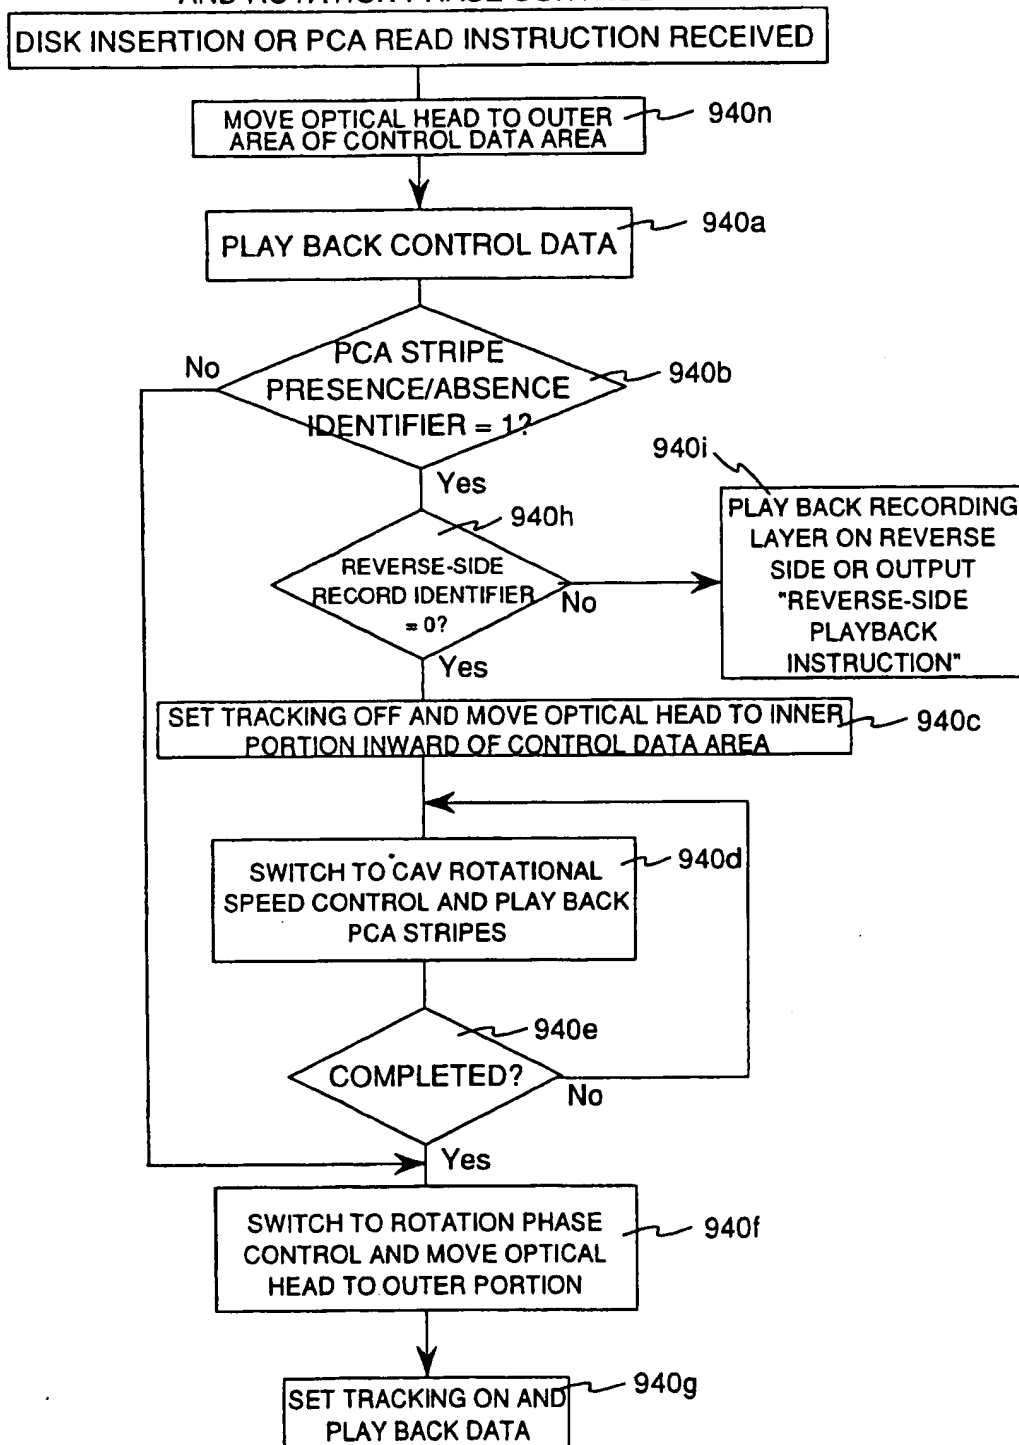 DISK INSERTION OR PCA READ INSTRUCTION RECEIVED
MOVE OPTICAL HEAD TO OUTER
AREA OF CONTROL DATA AREA
940n
PLAY BACK CONTROL DATA
940a
No
PCA STRIPE
PRESENCE/ABSENCE
IDENTIFIER = 1?
940b
Yes
940i
PLAY BACK RECORDING
LAYER ON REVERSE
SIDE OR OUTPUT
"REVERSE-SIDE
PLAYBACK
INSTRUCTION"
940h
REVERSE-SIDE
RECORD IDENTIFIER
= 0?
No
Yes
SET TRACKING OFF AND MOVE OPTICAL HEAD TO INNER
PORTION INWARD OF CONTROL DATA AREA
940c
SWITCH TO CAV ROTATIONAL
SPEED CONTROL AND PLAY BACK
PCA STRIPES
940d
940e
COMPLETED?
No
Yes
SWITCH TO ROTATION PHASE
CONTROL AND MOVE OPTICAL
HEAD TO OUTER PORTION
940f
SET TRACKING ON AND
PLAY BACK DATA
940g